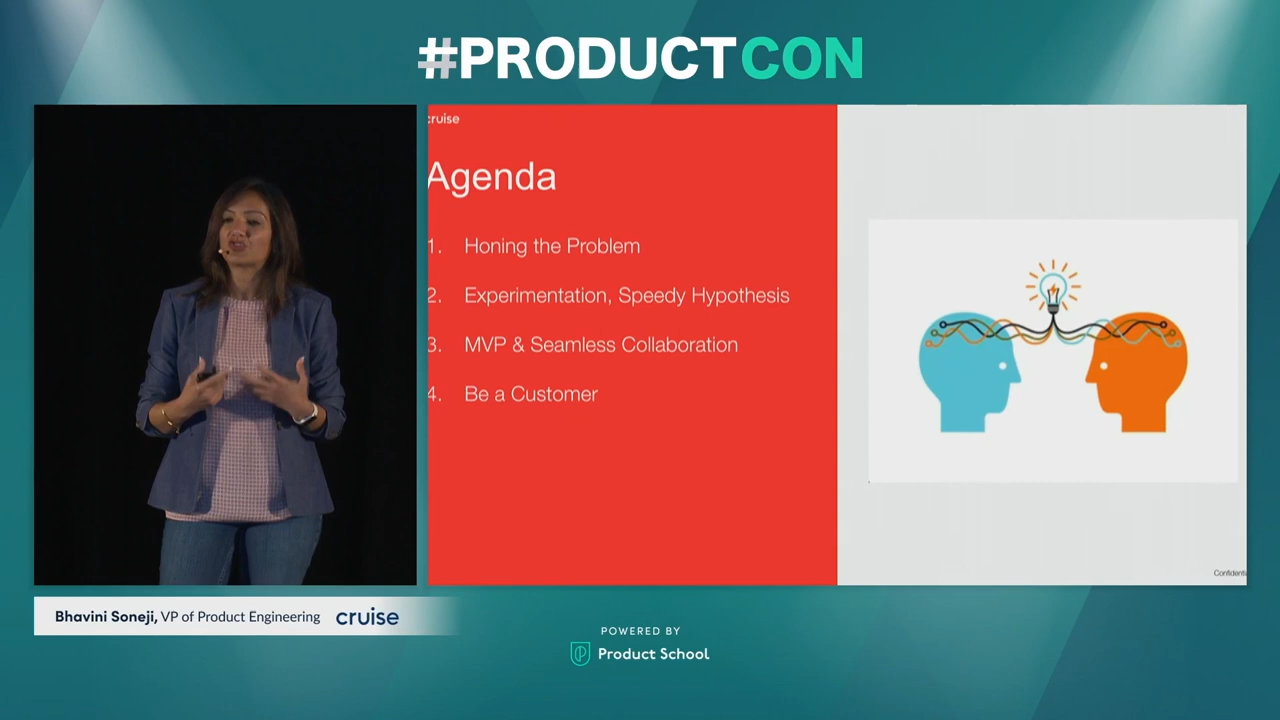 #PRODUCTCON
cruise
Agenda
1. Honing the Problem
2. Experimentation, Speedy Hypothesis
3. MVP & Seamless Collaboration
4. Be a Customer
Bhavini Soneji, VP of Product Engineering cruise
POWERED BY
Product School